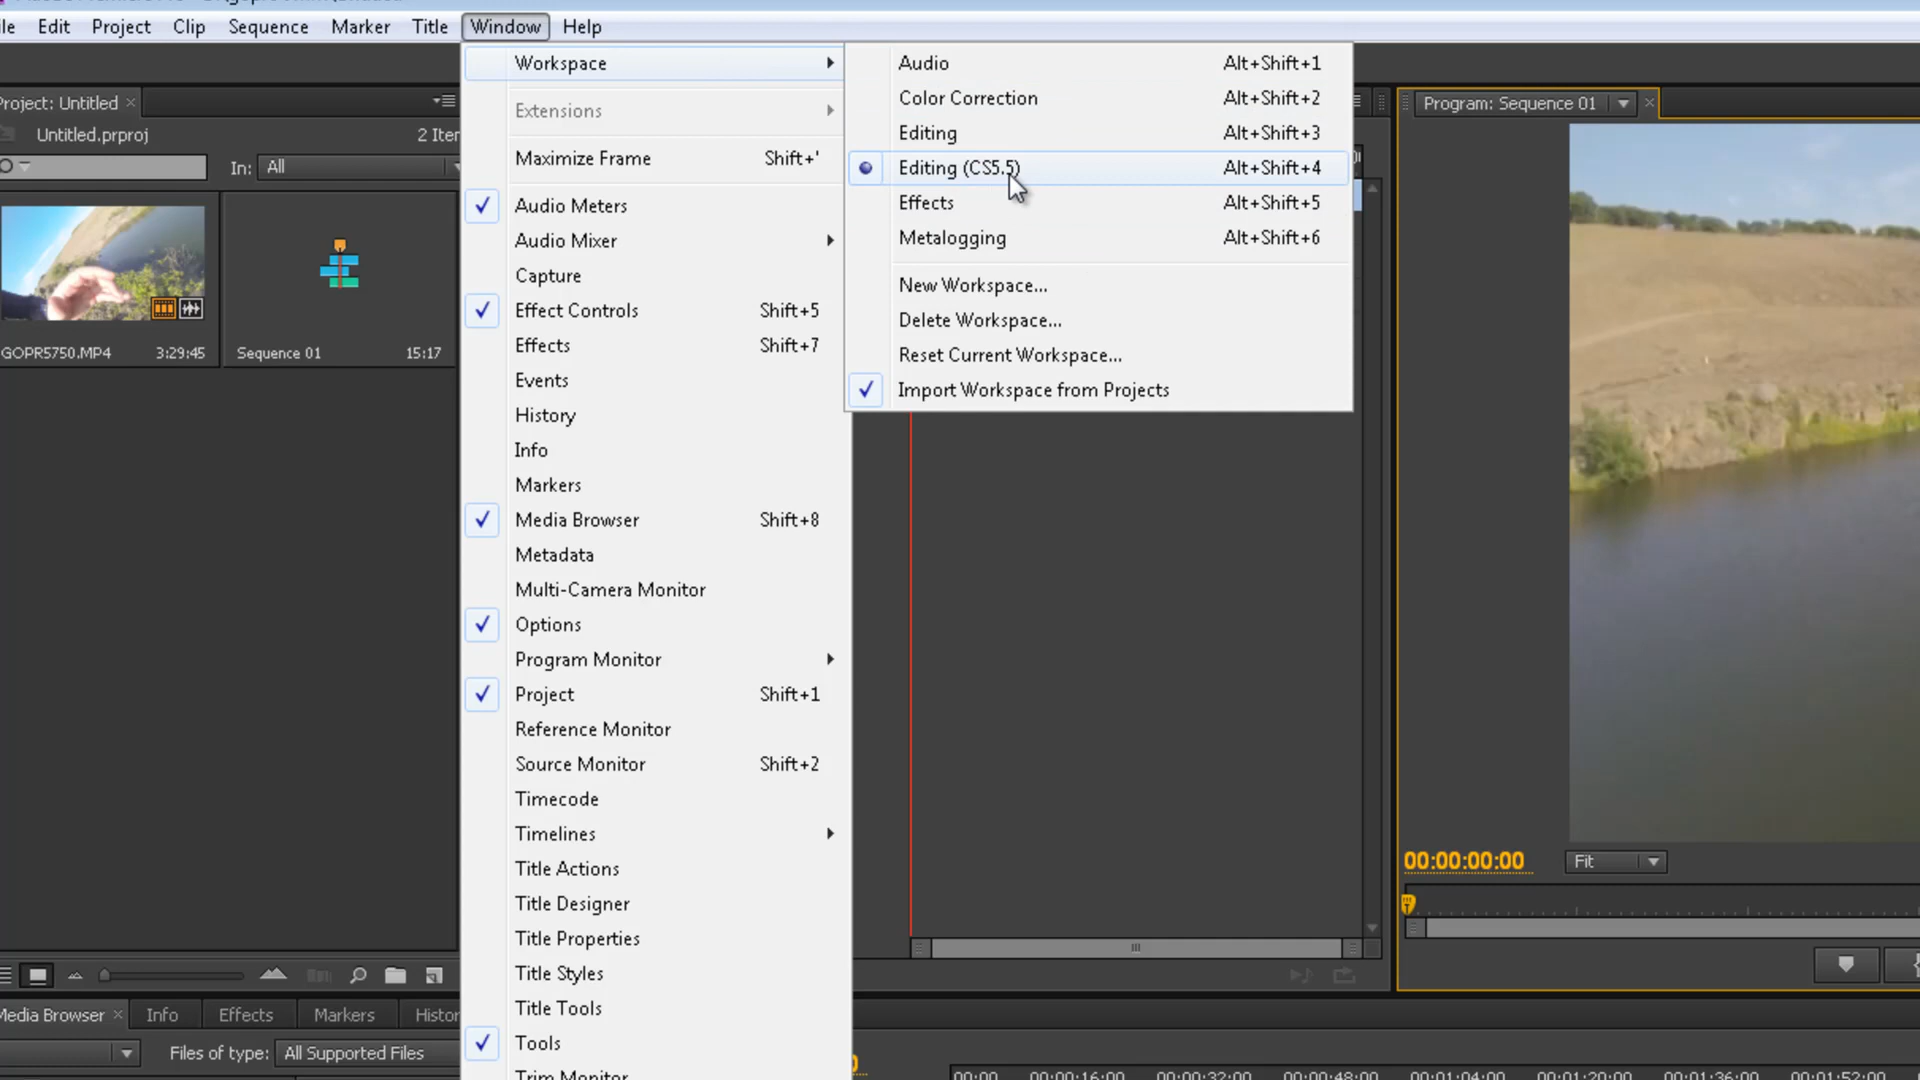 Edit Project Clip Sequence Marker Title Window Help
Workspace
Extensions
Maximize Frame Shift+'
Audio Meters
Audio Mixer
Capture
Effect Controls Shift+5
Effects Shift+7
Events
History
Info
Markers
Media Browser Shift+8
Metadata
Multi-Camera Monitor
Options
Program Monitor
Project Shift+1
Reference Monitor
Source Monitor Shift+2
Timecode
Timelines
Title Actions
Title Designer
Title Properties
Title Styles
Title Tools
Tools
Audio Alt+Shift+1
Color Correction Alt+Shift+2
Editing Alt+Shift+3
Editing (CS5.5) Alt+Shift+4
Effects Alt+Shift+5
Metalogging Alt+Shift+6
New Workspace...
Delete Workspace...
Reset Current Workspace...
Import Workspace from Projects
Project: Untitled
Untitled.prproj 2 Iter
In: All
GOPR5750.MP4 3:29:45
Sequence 01 15:17
Program: Sequence 01
00:00:00:00 Fit
Media Browser Info Effects Markers Histor
Files of type: All Supported Files
00:00 00:00:16:00 00:00:32:00 00:00:48:00 00:01:04:00 00:01:20:00 00:01:36:00 00:01:52:00